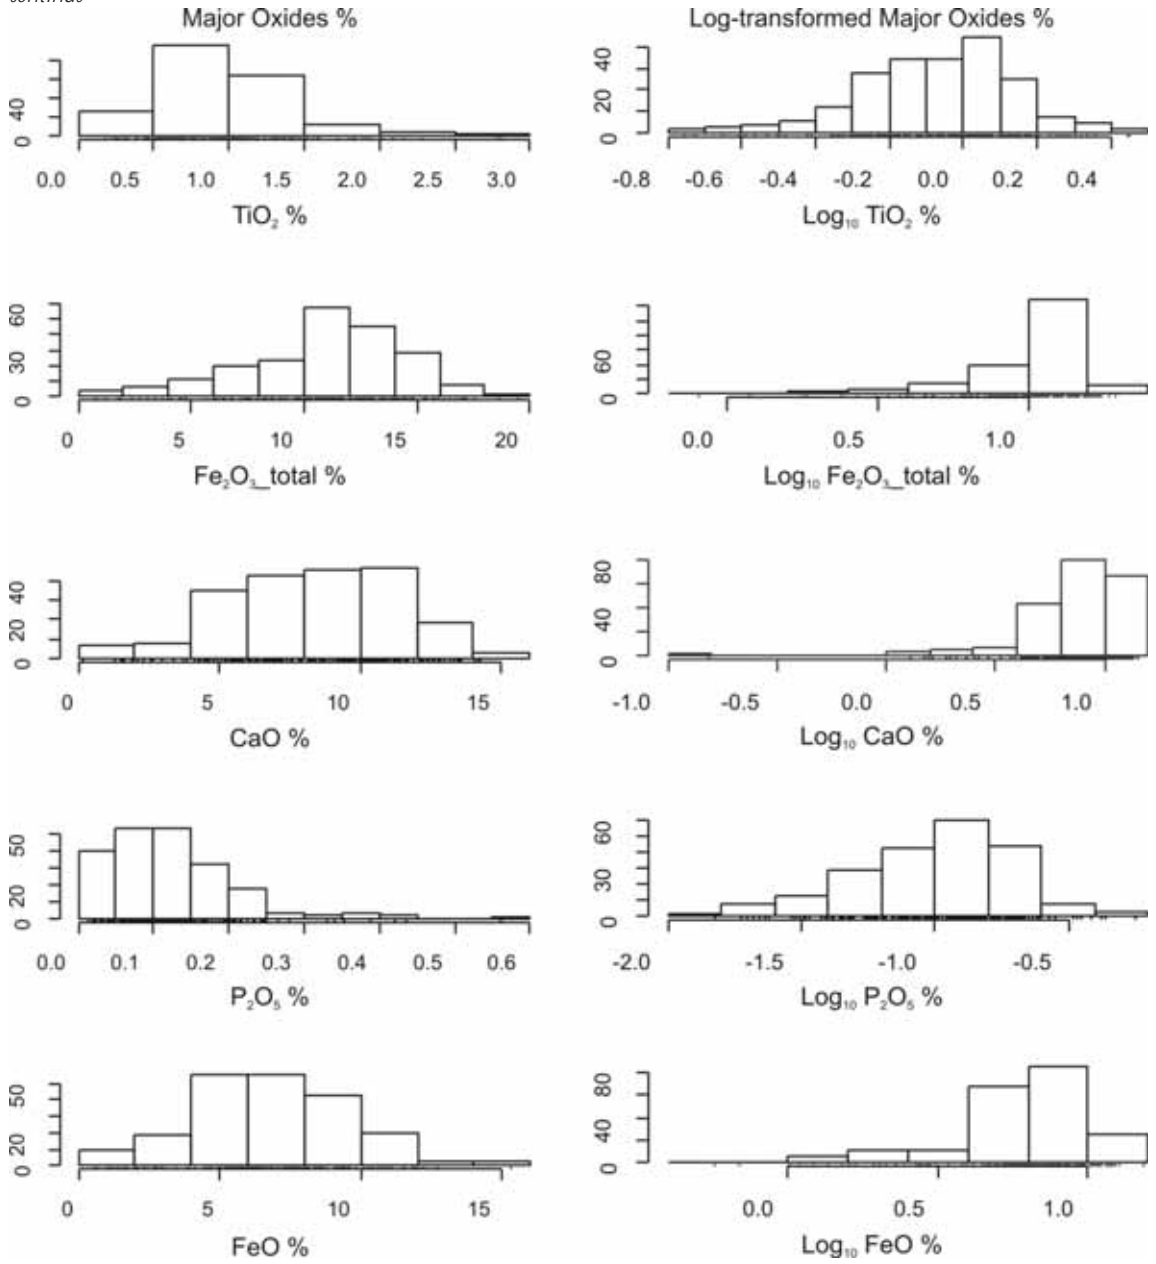 Major Oxides %
Log-transformed Major Oxides %
0 40
0.0 0.5 1.0 1.5 2.0 2.5 3.0
TiO₂ %
0 20 40
-0.8 -0.6 -0.4 -0.2 0.0 0.2 0.4
Log₁₀ TiO₂ %
0 30 60
0 5 10 15 20
Fe₂O₃_total %
0 60
0.0 0.5 1.0
Log₁₀ Fe₂O₃_total %
0 20 40
0 5 10 15
CaO %
0 40 80
-1.0 -0.5 0.0 0.5 1.0
Log₁₀ CaO %
0 20 50
0.0 0.1 0.2 0.3 0.4 0.5 0.6
P₂O₅ %
0 30 60
-2.0 -1.5 -1.0 -0.5
Log₁₀ P₂O₅ %
0 20 50
0 5 10 15
FeO %
0 40 80
0.0 0.5 1.0
Log₁₀ FeO %